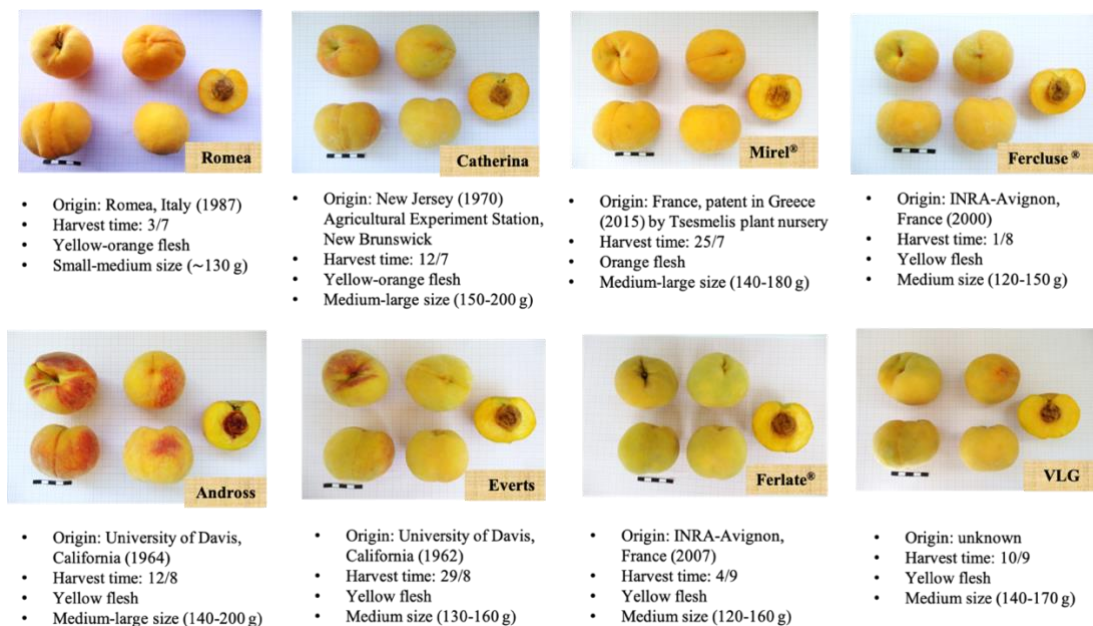 Romea
• Origin: Romea, Italy (1987)
• Harvest time: 3/7
• Yellow-orange flesh
• Small-medium size (~130 g)
Catherina
• Origin: New Jersey (1970)
Agricultural Experiment Station,
New Brunswick
• Harvest time: 12/7
• Yellow-orange flesh
• Medium-large size (150-200 g)
Mirel®
• Origin: France, patent in Greece
(2015) by Tsesmelis plant nursery
• Harvest time: 25/7
• Orange flesh
• Medium-large size (140-180 g)
Fercluse®
• Origin: INRA-Avignon,
France (2000)
• Harvest time: 1/8
• Yellow flesh
• Medium size (120-150 g)
Andross
• Origin: University of Davis,
California (1964)
• Harvest time: 12/8
• Yellow flesh
• Medium-large size (140-200 g)
Everts
• Origin: University of Davis,
California (1962)
• Harvest time: 29/8
• Yellow flesh
• Medium size (130-160 g)
Ferlate®
• Origin: INRA-Avignon,
France (2007)
• Harvest time: 4/9
• Yellow flesh
• Medium size (120-160 g)
VLG
• Origin: unknown
• Harvest time: 10/9
• Yellow flesh
• Medium size (140-170 g)